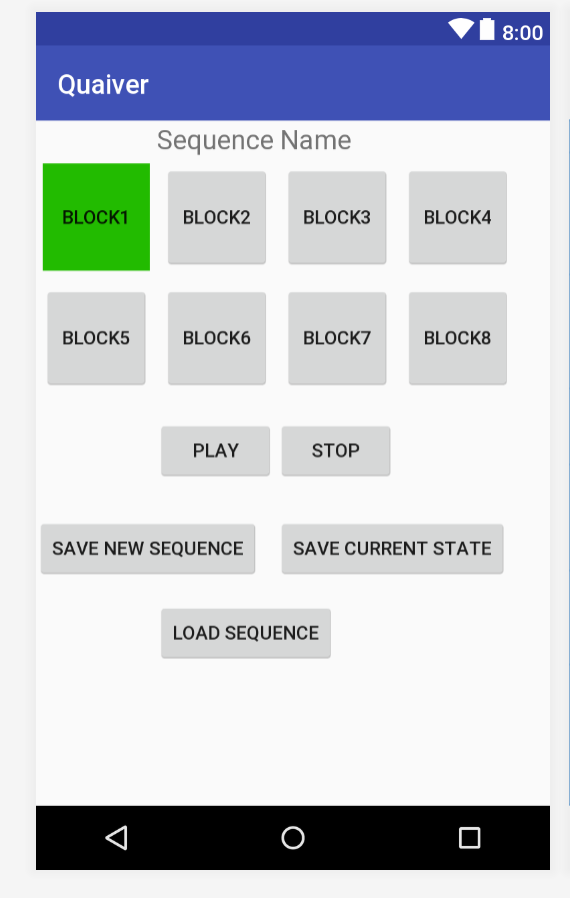 8:00
Quaiver
Sequence Name
BLOCK1 BLOCK2 BLOCK3 BLOCK4
BLOCK5 BLOCK6 BLOCK7 BLOCK8
PLAY STOP
SAVE NEW SEQUENCE SAVE CURRENT STATE
LOAD SEQUENCE